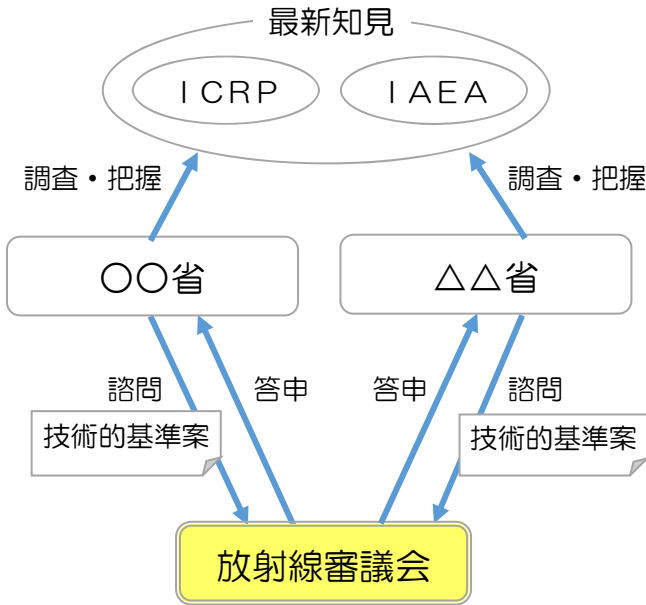 最新知見
ＩＣＲＰ
ＩＡＥＡ
調査・把握
調査・把握
〇〇省
△△省
諮問
答申
答申
諮問
技術的基準案
技術的基準案
放射線審議会